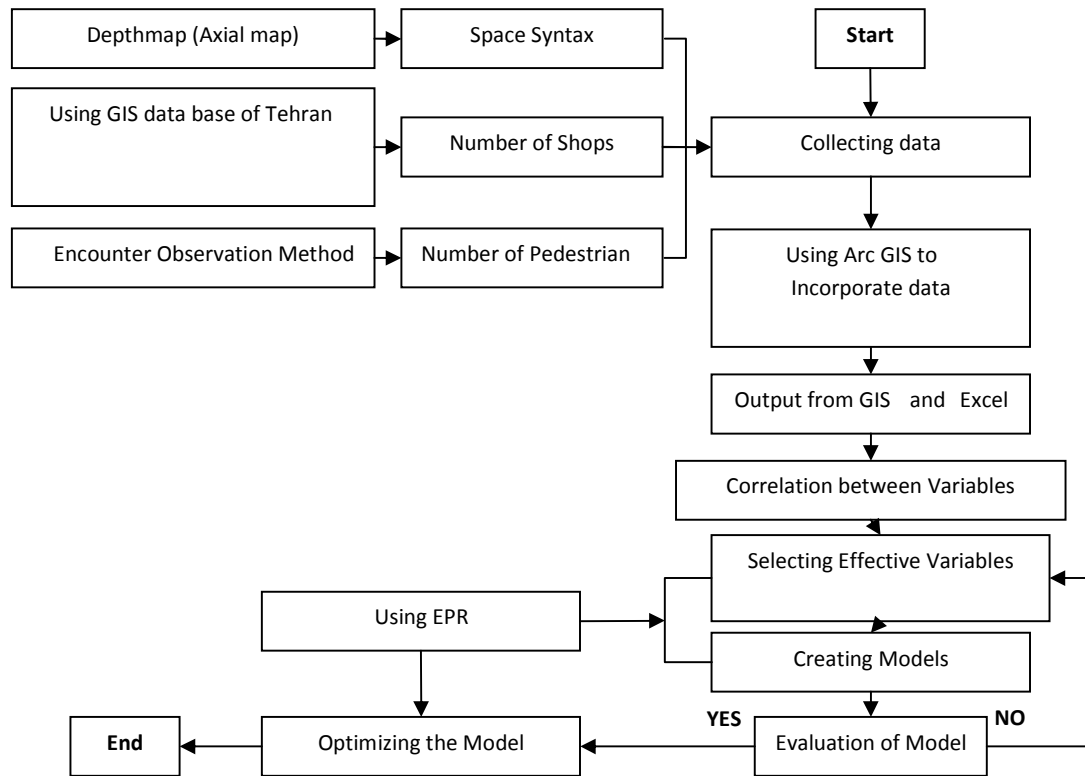 Depthmap (Axial map)
Space Syntax
Start
Using GIS data base of Tehran
Number of Shops
Collecting data
Encounter Observation Method
Number of Pedestrian
Using Arc GIS to
Incorporate data
Output from GIS and Excel
Correlation between Variables
Selecting Effective Variables
Using EPR
Creating Models
YES
NO
End
Optimizing the Model
Evaluation of Model